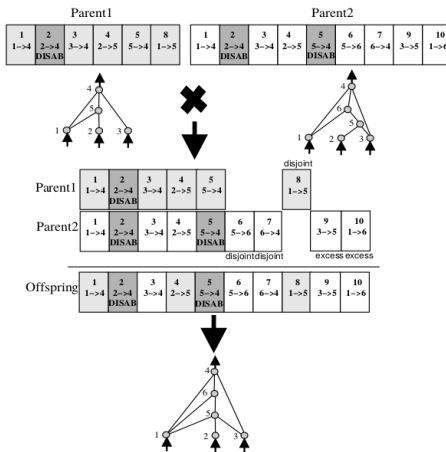 Parent1 Parent2
1 2 3 4 5 8 1 2 3 4 5 6 7 9 10
1->4 2->4 3->4 2->5 5->4 1->5 1->4 2->4 3->4 2->5 5->4 5->6 6->4 3->5 1->6
DISAB DISAB DISAB
4 4
5 6
5
1 2 3 1 2 3
disjoint
Parent1 1 2 3 4 5 8
1->4 2->4 3->4 2->5 5->4 1->5
DISAB
Parent2 1 2 3 4 5 6 7 9 10
1->4 2->4 3->4 2->5 5->4 5->6 6->4 3->5 1->6
DISAB DISAB
disjoint disjoint excess excess
Offspring 1 2 3 4 5 6 7 8 9 10
1->4 2->4 3->4 2->5 5->4 5->6 6->4 1->5 3->5 1->6
DISAB DISAB
4
6
5
1 2 3